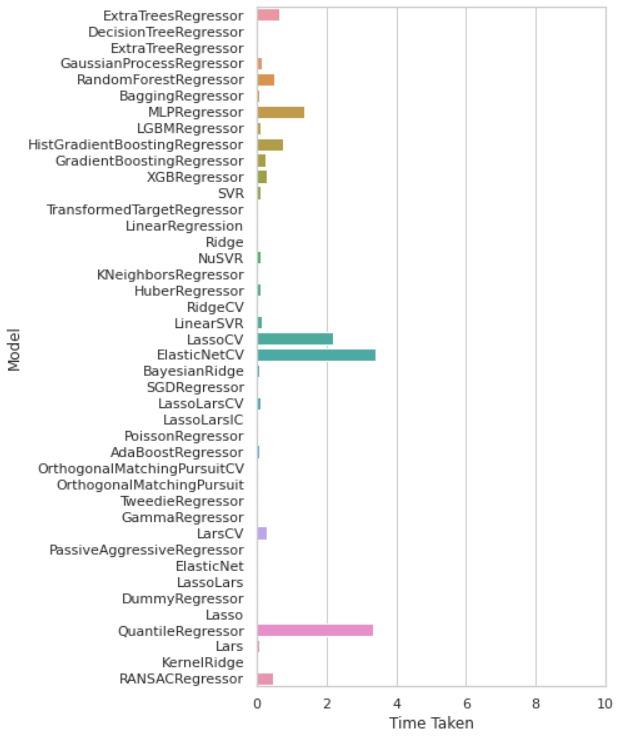 ExtraTreesRegressor
DecisionTreeRegressor
ExtraTreeRegressor
GaussianProcessRegressor
RandomForestRegressor
BaggingRegressor
MLPRegressor
LGBMRegressor
HistGradientBoostingRegressor
GradientBoostingRegressor
XGBRegressor
SVR
TransformedTargetRegressor
LinearRegression
Ridge
NuSVR
KNeighborsRegressor
HuberRegressor
RidgeCV
LinearSVR
LassoCV
ElasticNetCV
BayesianRidge
SGDRegressor
LassoLarsCV
LassoLarsIC
PoissonRegressor
AdaBoostRegressor
OrthogonalMatchingPursuitCV
OrthogonalMatchingPursuit
TweedieRegressor
GammaRegressor
LarsCV
PassiveAggressiveRegressor
ElasticNet
LassoLars
DummyRegressor
Lasso
QuantileRegressor
Lars
KernelRidge
RANSACRegressor
Model
0 2 4 6 8 10
Time Taken